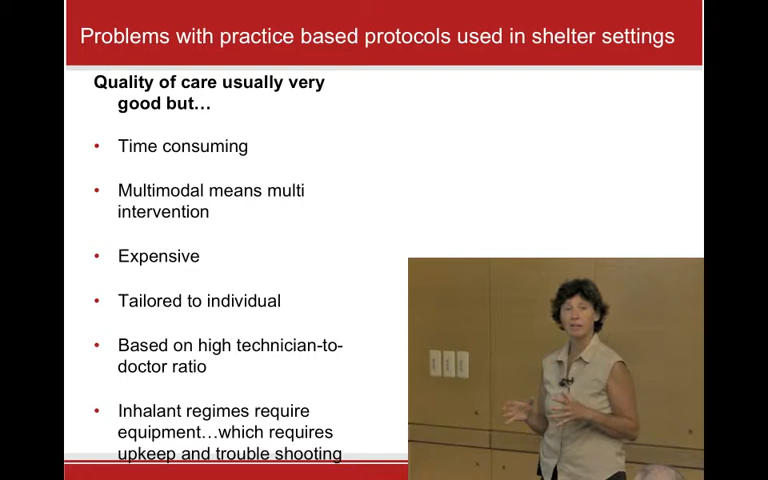 Problems with practice based protocols used in shelter settings
Quality of care usually very
good but…
• Time consuming
• Multimodal means multi
intervention
• Expensive
• Tailored to individual
• Based on high technician-to-
doctor ratio
• Inhalant regimes require
equipment…which requires
upkeep and trouble shooting